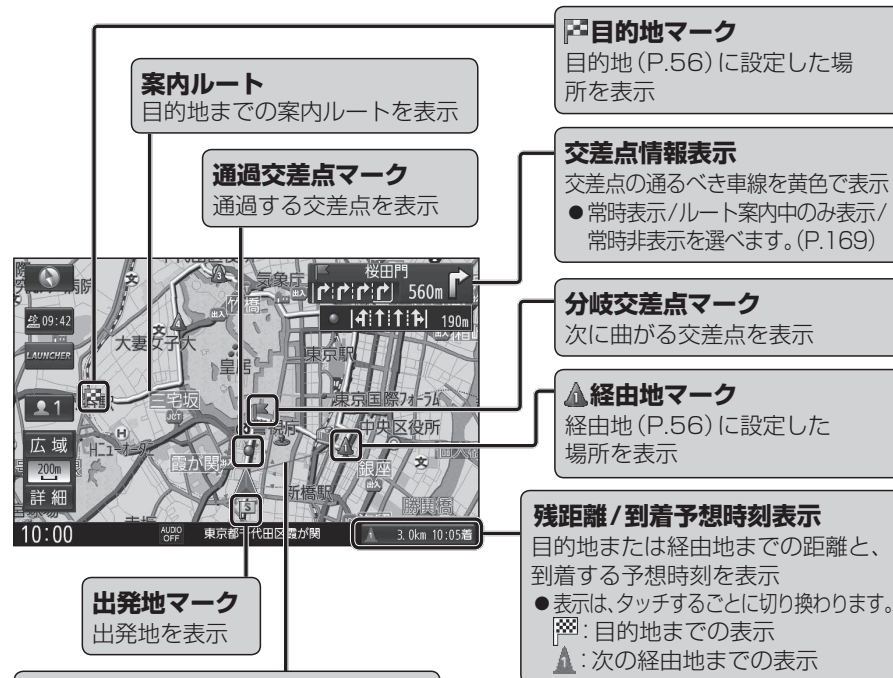 目的地マーク
目的地(P.56)に設定した場
所を表示
案内ルート
目的地までの案内ルートを表示
交差点情報表示
交差点の通るべき車線を黄色で表示
●常時表示/ルート案内中のみ表示/
常時非表示を選べます。(P.169)
通過交差点マーク
通過する交差点を表示
分岐交差点マーク
次に曲がる交差点を表示
経由地マーク
経由地(P.56)に設定した
場所を表示
残距離/到着予想時刻表示
目的地または経由地までの距離と、
到着する予想時刻を表示
●表示は、タッチするごとに切り換わります。
:目的地までの表示
:次の経由地までの表示
出発地マーク
出発地を表示
病院
気象庁
桜田門
560m
190m
竹橋
09:42
LAUNCHER
大妻女子大
皇居
東京駅
1
三宅坂
JCT
東京国際フォーラム
中央区役所
広域
200m
詳細
霞が関
銀座
新橋駅
勝鬨橋
S
10:00
AUDIO
OFF
東京都千代田区霞が関
3.0km 10:05着